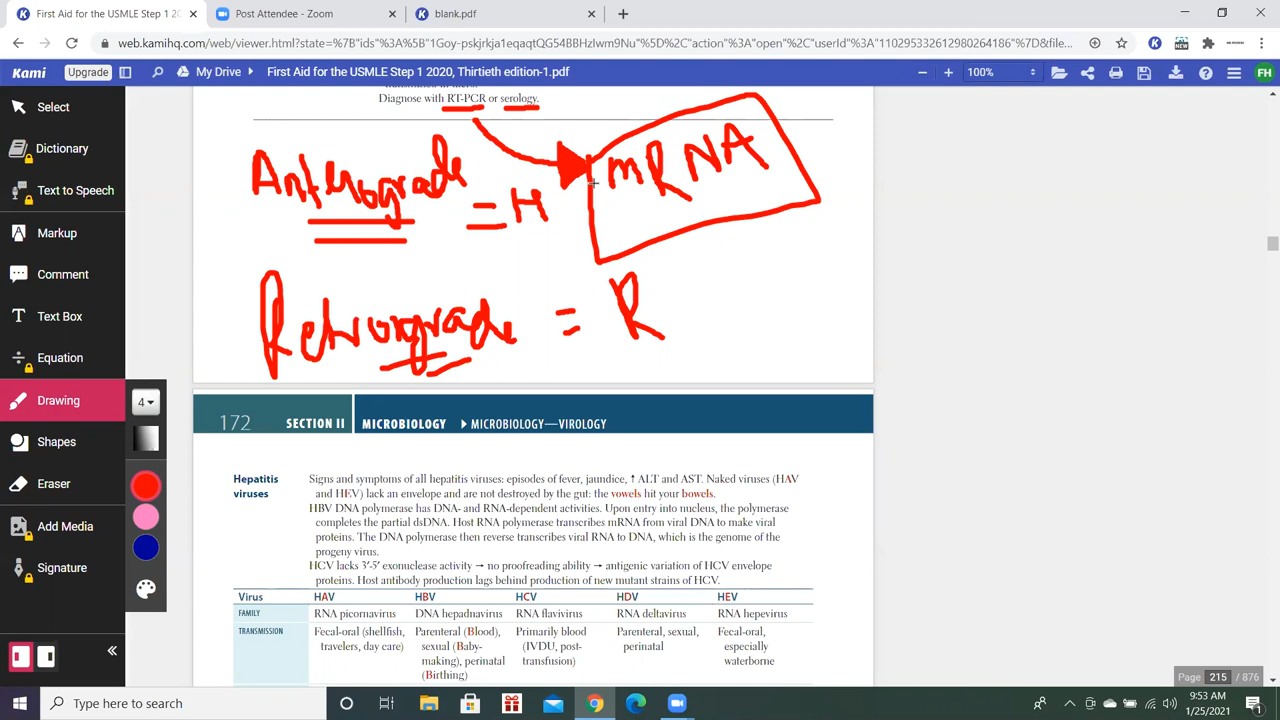 First Aid for the USMLE Step 1 2
Post Attendee - Zoom
blank.pdf
web.kamihq.com/web/viewer.html?state=%7B"ids"%3A%5B"1Goy-pskjrkja1eqaqtQG54BBHzIwm9Nu"%5D%2C"action"%3A"open"%2C"userId"%3A"110295332612980264186"%7D&file...
NEW
Kami
Upgrade
My Drive
First Aid for the USMLE Step 1 2020, Thirtieth edition-1.pdf
100%
FH
Select
Dictionary
Text to Speech
Markup
Comment
Text Box
Equation
Drawing
4
Shapes
Eraser
Add Media
Signature
Diagnose with RT-PCR or serology.
mRNA
Anterograde = H
Retrograde = R
172 SECTION II MICROBIOLOGY ▶ MICROBIOLOGY—VIROLOGY
Hepatitis
viruses
Signs and symptoms of all hepatitis viruses: episodes of fever, jaundice, ↑ ALT and AST. Naked viruses (HAV
and HEV) lack an envelope and are not destroyed by the gut: the vowels hit your bowels.
HBV DNA polymerase has DNA- and RNA-dependent activities. Upon entry into nucleus, the polymerase
completes the partial dsDNA. Host RNA polymerase transcribes mRNA from viral DNA to make viral
proteins. The DNA polymerase then reverse transcribes viral RNA to DNA, which is the genome of the
progeny virus.
HCV lacks 3′-5′ exonuclease activity → no proofreading ability → antigenic variation of HCV envelope
proteins. Host antibody production lags behind production of new mutant strains of HCV.
Virus HAV HBV HCV HDV HEV
FAMILY RNA picornavirus DNA hepadnavirus RNA flavivirus RNA deltavirus RNA hepevirus
TRANSMISSION Fecal-oral (shellfish, Parenteral (Blood), Primarily blood Parenteral, sexual, Fecal-oral,
travelers, day care) sexual (Baby- (IVDU, post- perinatal especially
making), perinatal transfusion) waterborne
(Birthing)
Page 215 / 876
Type here to search
9:53 AM
1/25/2021
1